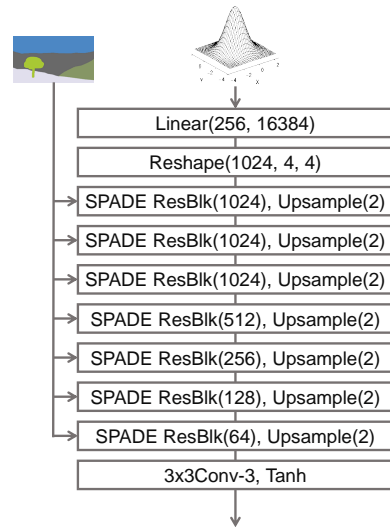 Linear(256, 16384)
Reshape(1024, 4, 4)
SPADE ResBlk(1024), Upsample(2)
SPADE ResBlk(1024), Upsample(2)
SPADE ResBlk(1024), Upsample(2)
SPADE ResBlk(512), Upsample(2)
SPADE ResBlk(256), Upsample(2)
SPADE ResBlk(128), Upsample(2)
SPADE ResBlk(64), Upsample(2)
3x3Conv-3, Tanh